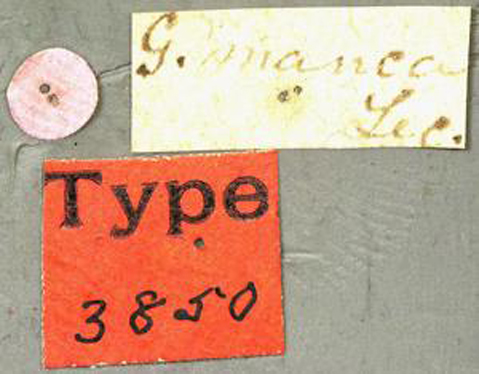 G. manca
Lec.
Type
3850